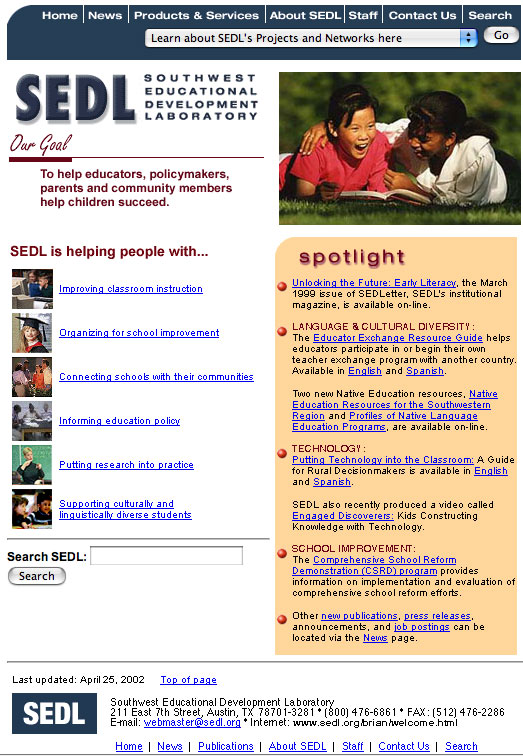 Home News Products & Services About SEDL Staff Contact Us Search
Learn about SEDL's Projects and Networks here Go
SEDL
SOUTHWEST
EDUCATIONAL
DEVELOPMENT
LABORATORY
Our Goal
To help educators, policymakers,
parents and community members
help children succeed.
SEDL is helping people with...
Improving classroom instruction
Organizing for school improvement
Connecting schools with their communities
Informing education policy
Putting research into practice
Supporting culturally and
linguistically diverse students
Search SEDL:
Search
spotlight
Unlocking the Future: Early Literacy, the March
1999 issue of SEDLetter, SEDL's institutional
magazine, is available on-line.
LANGUAGE & CULTURAL DIVERSITY:
The Educator Exchange Resource Guide helps
educators participate in or begin their own
teacher exchange program with another country.
Available in English and Spanish.
Two new Native Education resources, Native
Education Resources for the Southwestern
Region and Profiles of Native Language
Education Programs, are available on-line.
TECHNOLOGY:
Putting Technology into the Classroom: A Guide
for Rural Decisionmakers is available in English
and Spanish.
SEDL also recently produced a video called
Engaged Discoverers: Kids Constructing
Knowledge with Technology.
SCHOOL IMPROVEMENT:
The Comprehensive School Reform
Demonstration (CSRD) program provides
information on implementation and evaluation of
comprehensive school reform efforts.
Other new publications, press releases,
announcements, and job postings can be
located via the News page.
Last updated: April 25, 2002 Top of page
SEDL
Southwest Educational Development Laboratory
211 East 7th Street, Austin, TX 78701-3281 * (800) 476-6861 * FAX: (512) 476-2286
E-mail: webmaster@sedl.org * Internet: www.sedl.org/brian/welcome.html
Home | News | Publications | About SEDL | Staff | Contact Us | Search